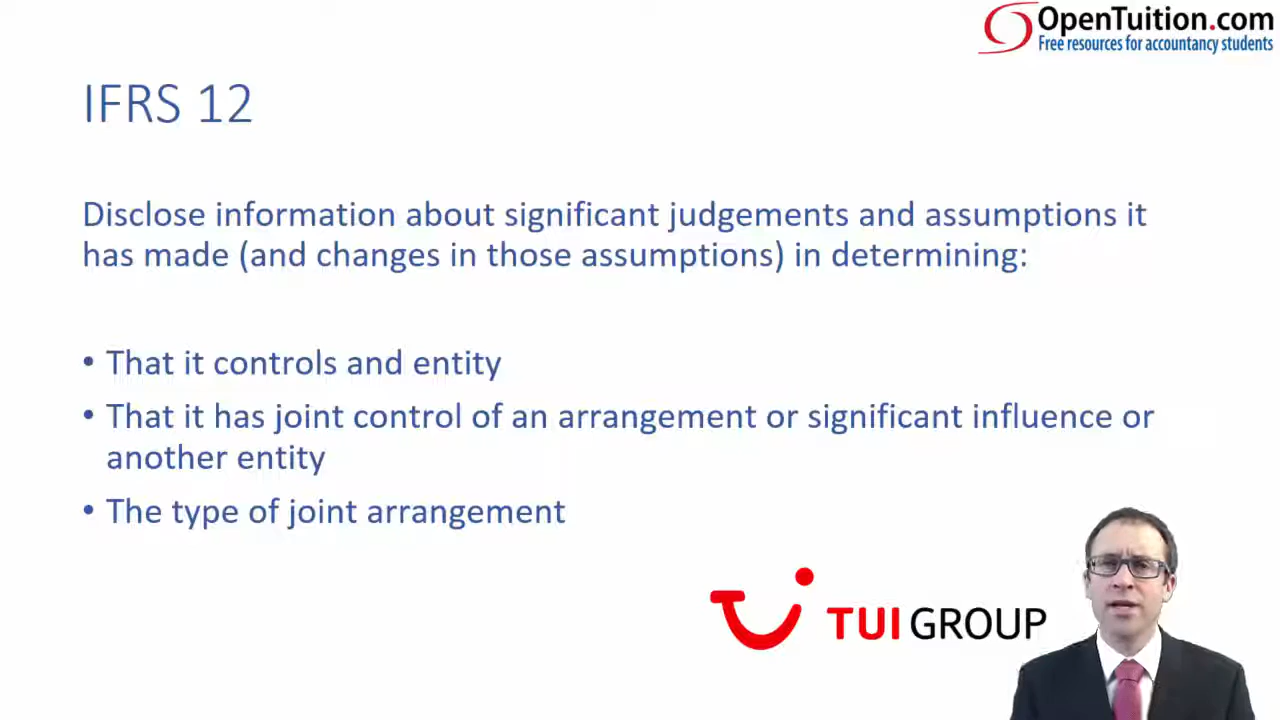 OpenTuition.com
Free resources for accountancy students
IFRS 12
Disclose information about significant judgements and assumptions it
has made (and changes in those assumptions) in determining:
• That it controls and entity
• That it has joint control of an arrangement or significant influence or
another entity
• The type of joint arrangement
TUI GROUP